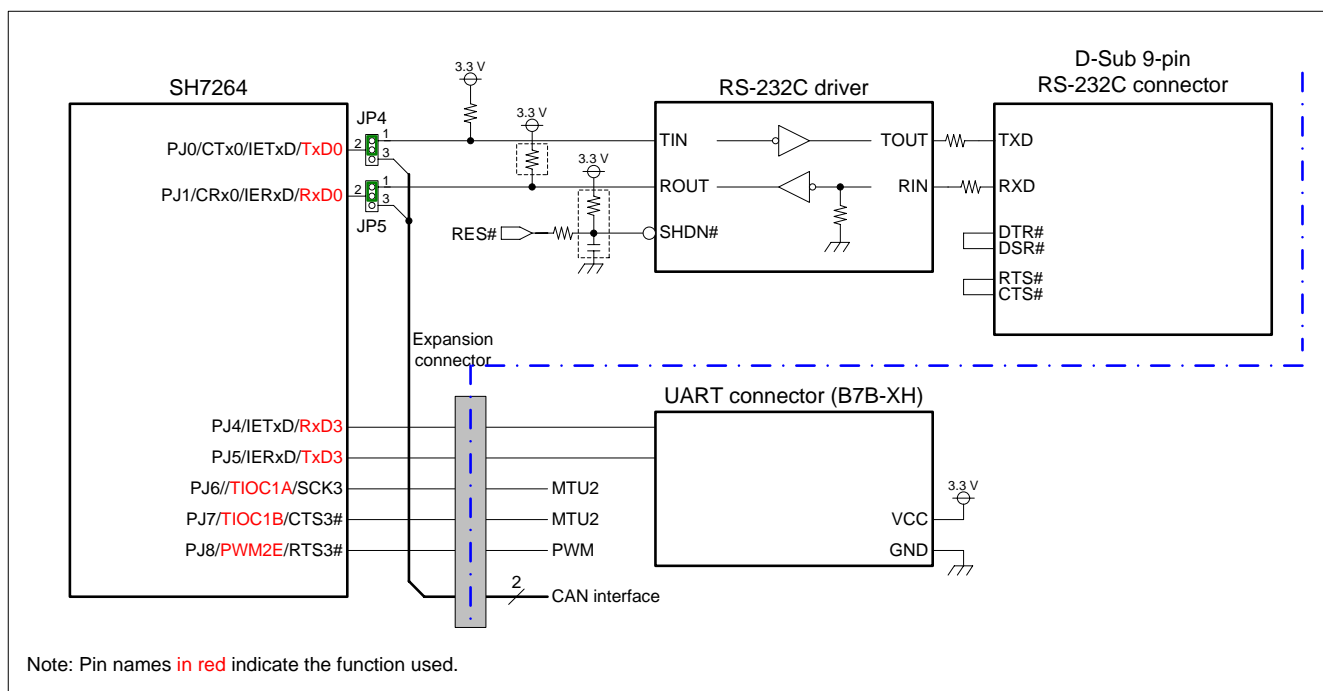 SH7264
RS-232C driver
D-Sub 9-pin
RS-232C connector
3.3 V
3.3 V
3.3 V
JP4
1
2
3
PJ0/CTx0/IETxD/TxD0
TIN
TOUT
TXD
PJ1/CRx0/IERxD/RxD0
1
2
3
JP5
ROUT
RIN
RXD
RES#
SHDN#
DTR#
DSR#
RTS#
CTS#
Expansion
connector
UART connector (B7B-XH)
PJ4/IETxD/RxD3
PJ5/IERxD/TxD3
PJ6//TIOC1A/SCK3
MTU2
PJ7/TIOC1B/CTS3#
MTU2
PJ8/PWM2E/RTS3#
PWM
3.3 V
VCC
GND
2
CAN interface
Note: Pin names in red indicate the function used.